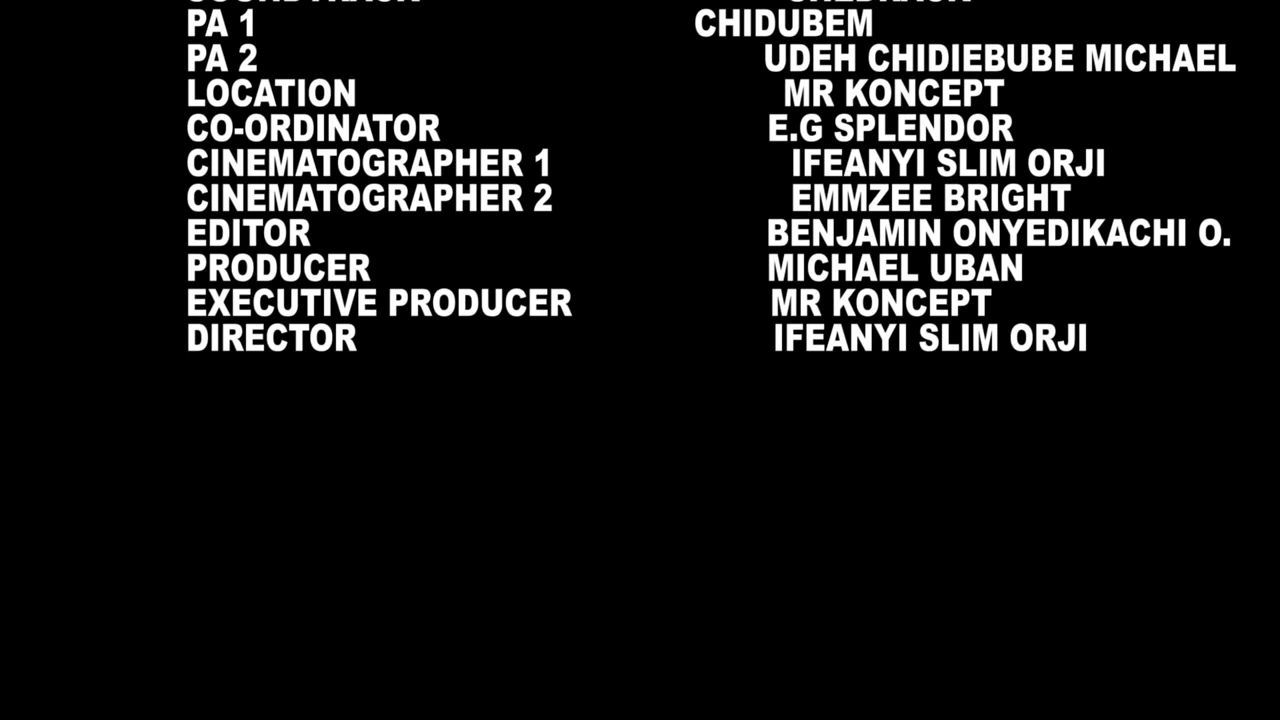 PA 1 CHIDUBEM
PA 2 UDEH CHIDIEBUBE MICHAEL
LOCATION MR KONCEPT
CO-ORDINATOR E.G SPLENDOR
CINEMATOGRAPHER 1 IFEANYI SLIM ORJI
CINEMATOGRAPHER 2 EMMZEE BRIGHT
EDITOR BENJAMIN ONYEDIKACHI O.
PRODUCER MICHAEL UBAN
EXECUTIVE PRODUCER MR KONCEPT
DIRECTOR IFEANYI SLIM ORJI